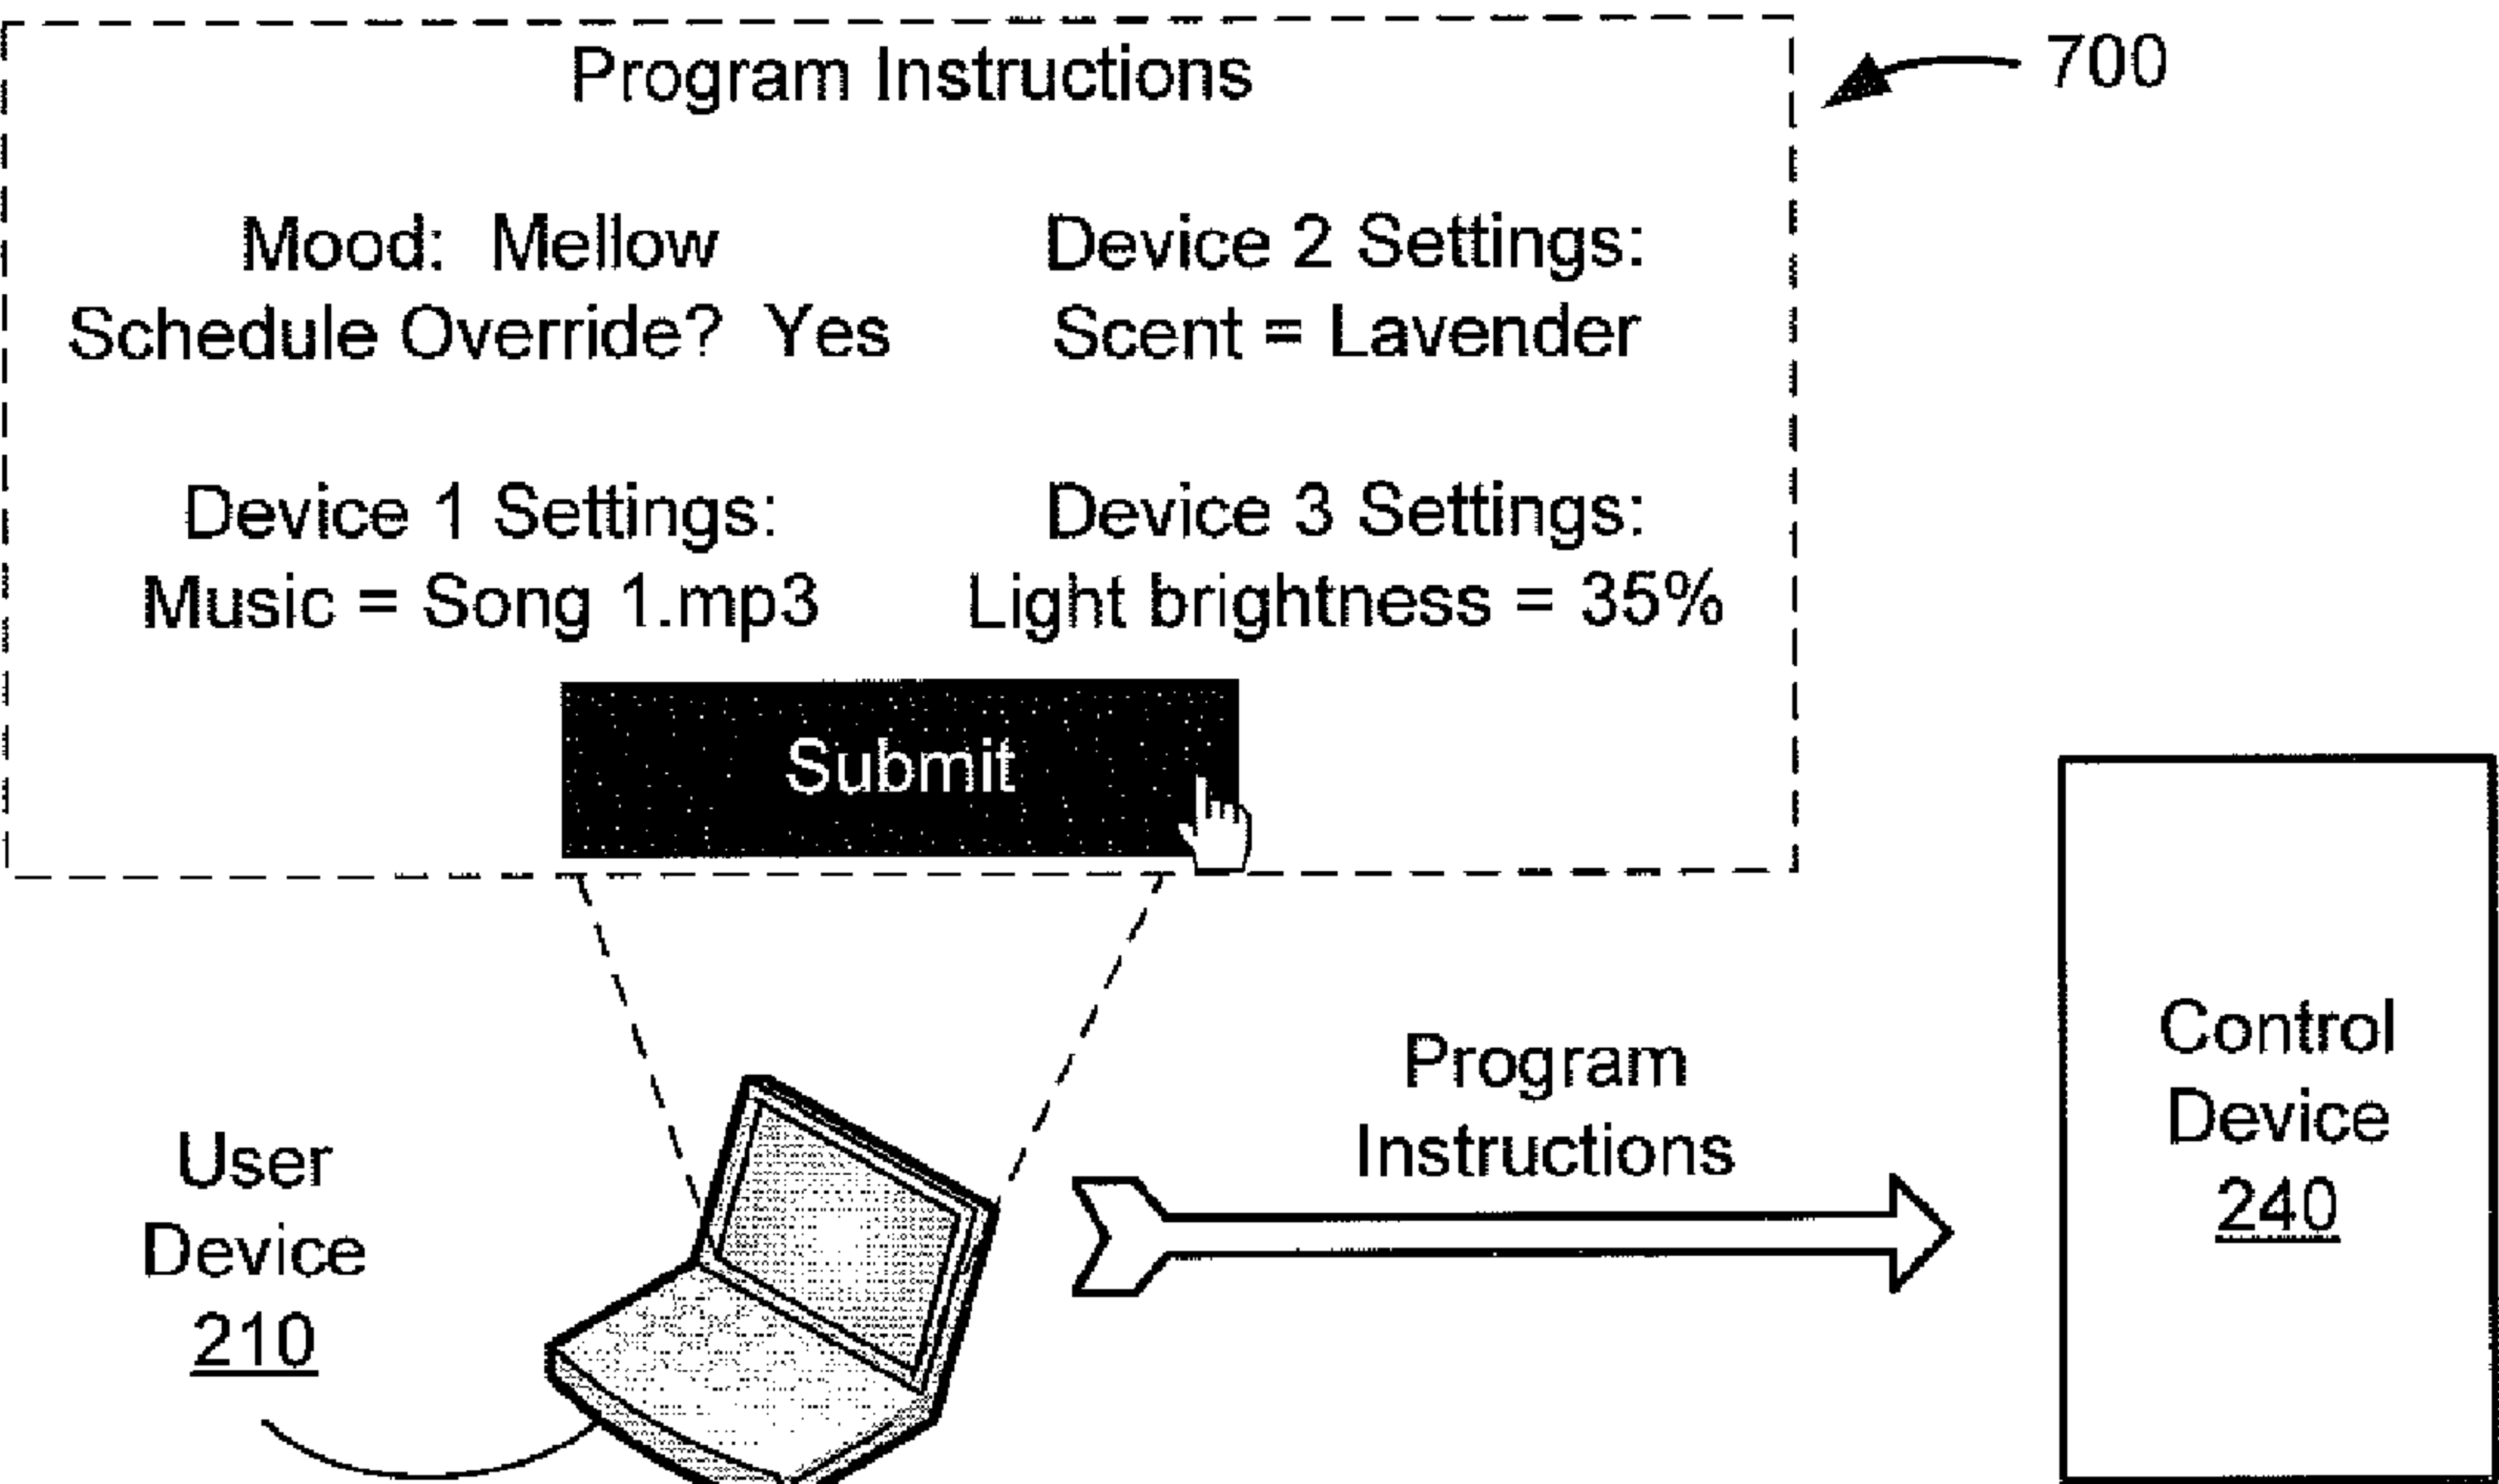 Program Instructions
700
Mood: Mellow
Schedule Override? Yes
Device 2 Settings:
Scent = Lavender
Device 1 Settings:
Music = Song 1.mp3
Device 3 Settings:
Light brightness = 35%
Submit
User
Device
210
Program
Instructions
Control
Device
240